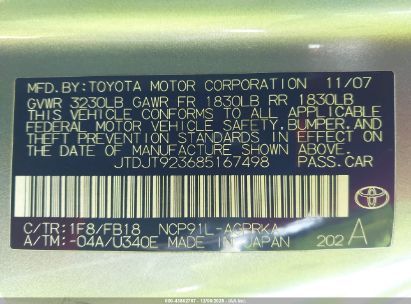 MFD.BY:TOYOTA MOTOR CORPORATION 11/07
GVWR 3230LB GAWR FR 1830LB RR 1830LB
THIS VEHICLE CONFORMS TO ALL APPLICABLE
FEDERAL MOTOR VEHICLE SAFETY,BUMPER,AND
THEFT PREVENTION STANDARDS IN EFFECT ON
THE DATE OF MANUFACTURE SHOWN ABOVE.
JTDJT923685167498 PASS.CAR
C/TR:1F8/FB18 NCP91L-AGPRKA
A/TM:-04A/U340E MADE IN JAPAN 202A
TOYOTA